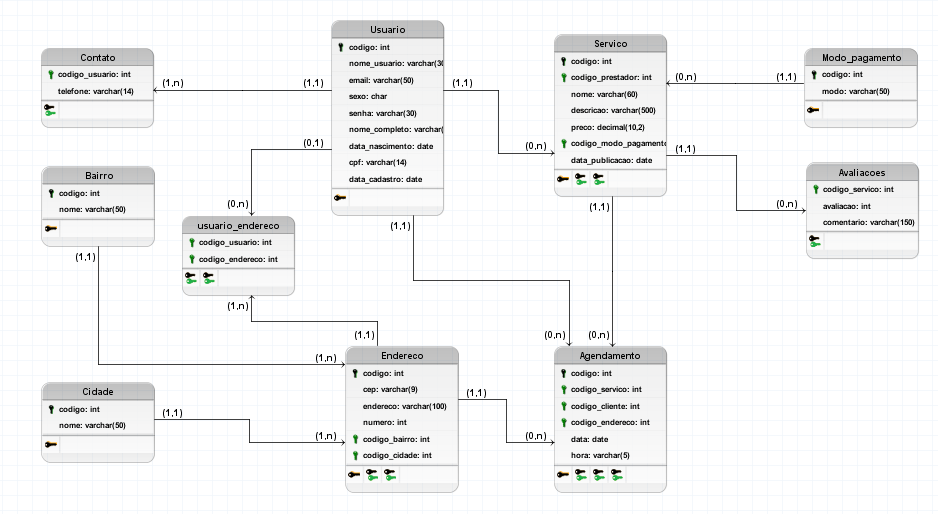 Usuario
codigo: int
nome_usuario: varchar(30
email: varchar(50)
sexo: char
senha: varchar(30)
nome_completo: varchar(
data_nascimento: date
cpf: varchar(14)
data_cadastro: date
Servico
codigo: int
codigo_prestador: int
nome: varchar(60)
descricao: varchar(500)
preco: decimal(10,2)
codigo_modo_pagamento
data_publicacao: date
Contato
codigo_usuario: int
telefone: varchar(14)
Modo_pagamento
codigo: int
modo: varchar(50)
(1,n)
(1,1)
(1,1)
(0,n)
(0,n)
(1,1)
(0,1)
(0,n)
(1,1)
(0,n)
Bairro
codigo: int
nome: varchar(50)
Avaliacoes
codigo_servico: int
avaliacao: int
comentario: varchar(150)
usuario_endereco
codigo_usuario: int
codigo_endereco: int
(1,1)
(1,n)
(1,n)
(1,1)
(1,1)
(0,n)
(1,1)
(0,n)
Endereco
codigo: int
cep: varchar(9)
endereco: varchar(100)
numero: int
codigo_bairro: int
codigo_cidade: int
Agendamento
codigo: int
codigo_servico: int
codigo_cliente: int
codigo_endereco: int
data: date
hora: varchar(5)
Cidade
codigo: int
nome: varchar(50)
(1,1)
(1,n)
(1,1)
(0,n)